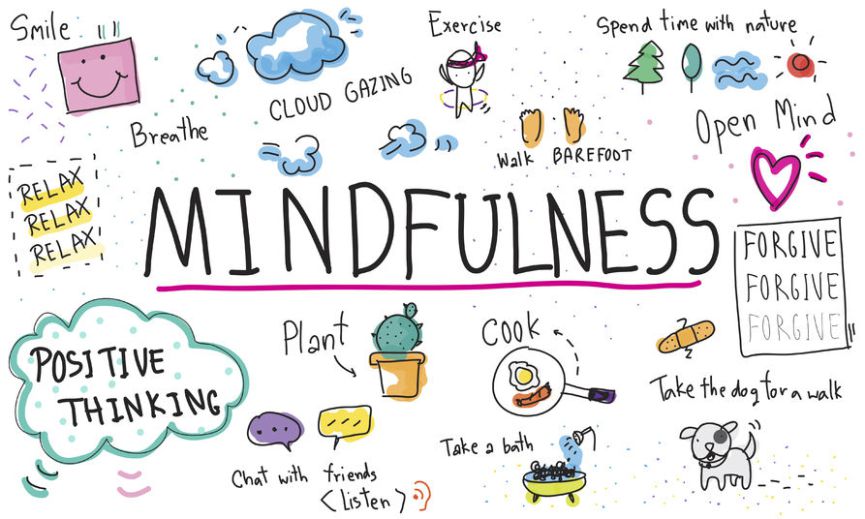 Smile
Exercise
Spend time with nature
CLOUD GAZING
Breathe
Open Mind
Walk BAREFOOT
RELAX
RELAX
RELAX
MINDFULNESS
FORGIVE
FORGIVE
FORGIVE
Plant
Cook
POSITIVE
THINKING
Take the dog for a walk
Take a bath
Chat with friends
<Listen>